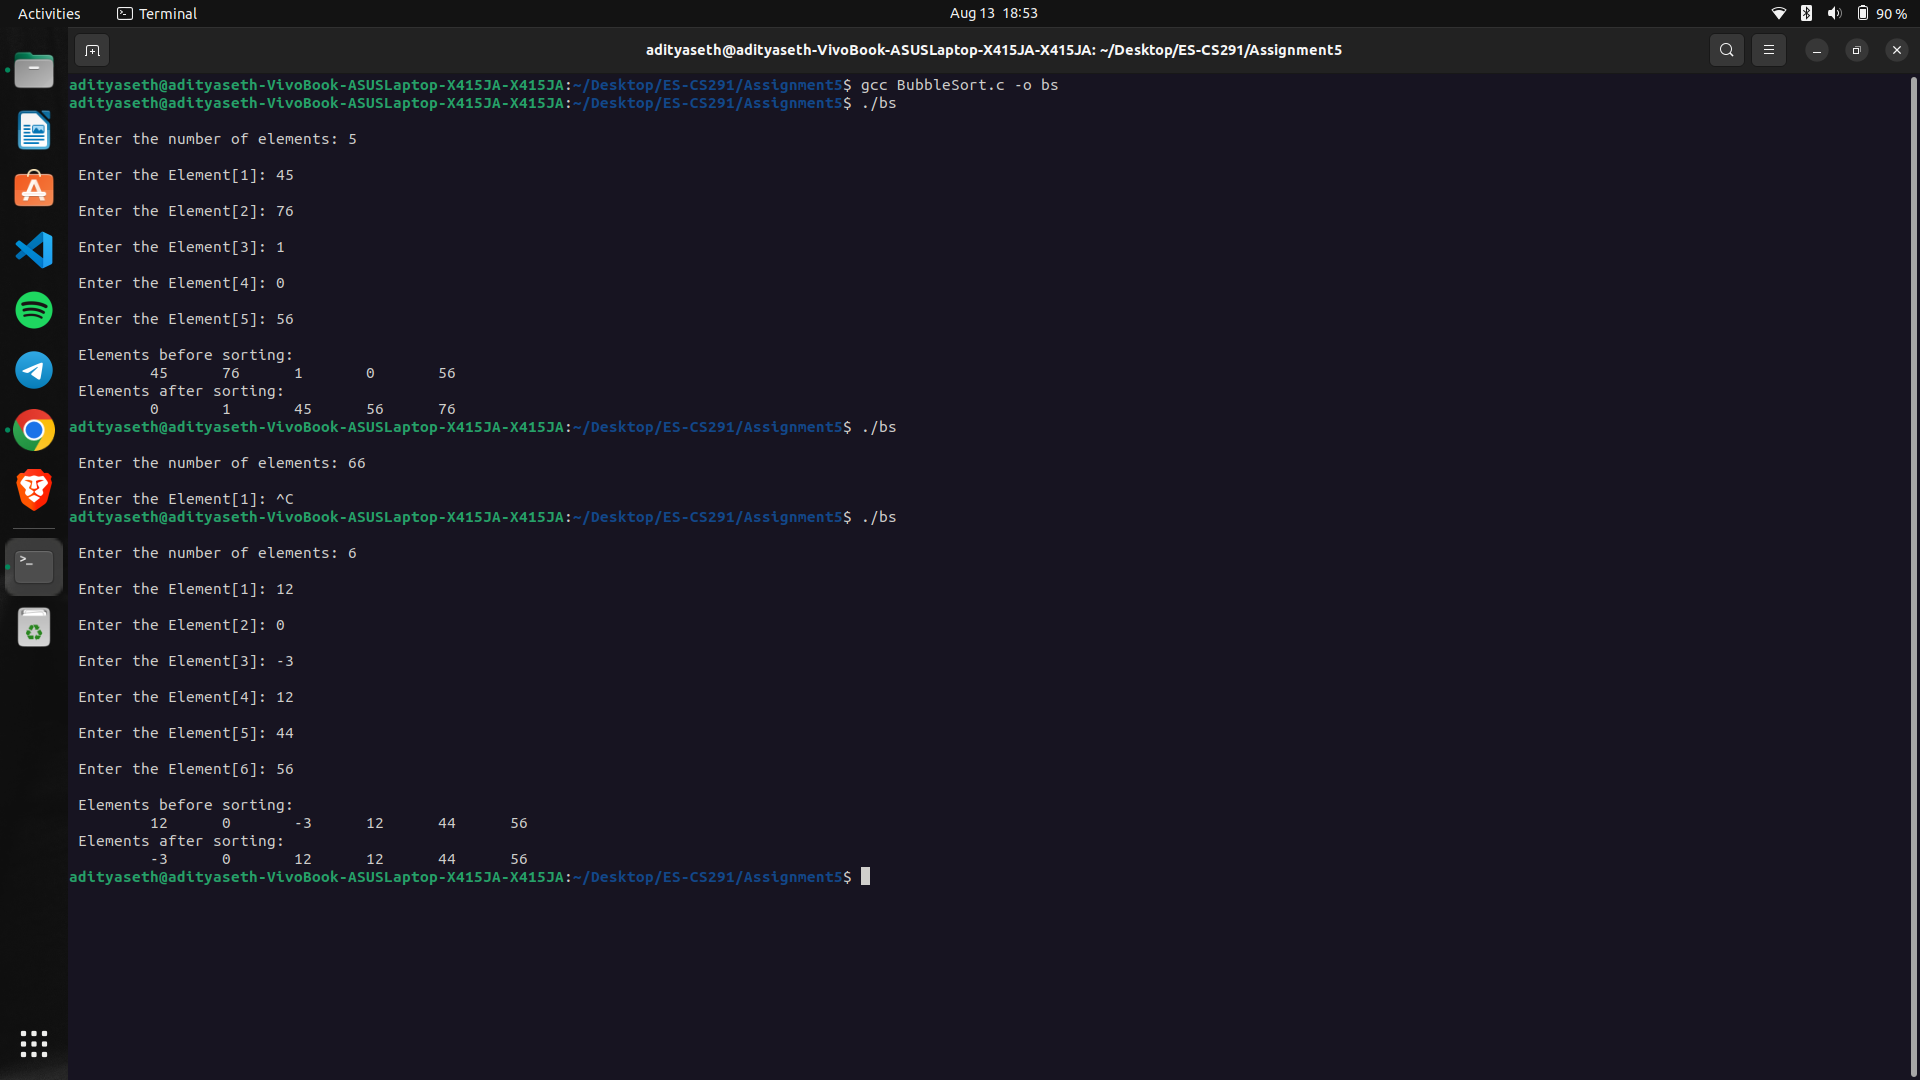 Activities Terminal Aug 13 18:53 90 %
adityaseth@adityaseth-VivoBook-ASUSLaptop-X415JA-X415JA: ~/Desktop/ES-CS291/Assignment5
adityaseth@adityaseth-VivoBook-ASUSLaptop-X415JA-X415JA:~/Desktop/ES-CS291/Assignment5$ gcc BubbleSort.c -o bs
adityaseth@adityaseth-VivoBook-ASUSLaptop-X415JA-X415JA:~/Desktop/ES-CS291/Assignment5$ ./bs
Enter the number of elements: 5
Enter the Element[1]: 45
Enter the Element[2]: 76
Enter the Element[3]: 1
Enter the Element[4]: 0
Enter the Element[5]: 56
Elements before sorting:
45 76 1 0 56
Elements after sorting:
0 1 45 56 76
adityaseth@adityaseth-VivoBook-ASUSLaptop-X415JA-X415JA:~/Desktop/ES-CS291/Assignment5$ ./bs
Enter the number of elements: 66
Enter the Element[1]: ^C
adityaseth@adityaseth-VivoBook-ASUSLaptop-X415JA-X415JA:~/Desktop/ES-CS291/Assignment5$ ./bs
Enter the number of elements: 6
Enter the Element[1]: 12
Enter the Element[2]: 0
Enter the Element[3]: -3
Enter the Element[4]: 12
Enter the Element[5]: 44
Enter the Element[6]: 56
Elements before sorting:
12 0 -3 12 44 56
Elements after sorting:
-3 0 12 12 44 56
adityaseth@adityaseth-VivoBook-ASUSLaptop-X415JA-X415JA:~/Desktop/ES-CS291/Assignment5$